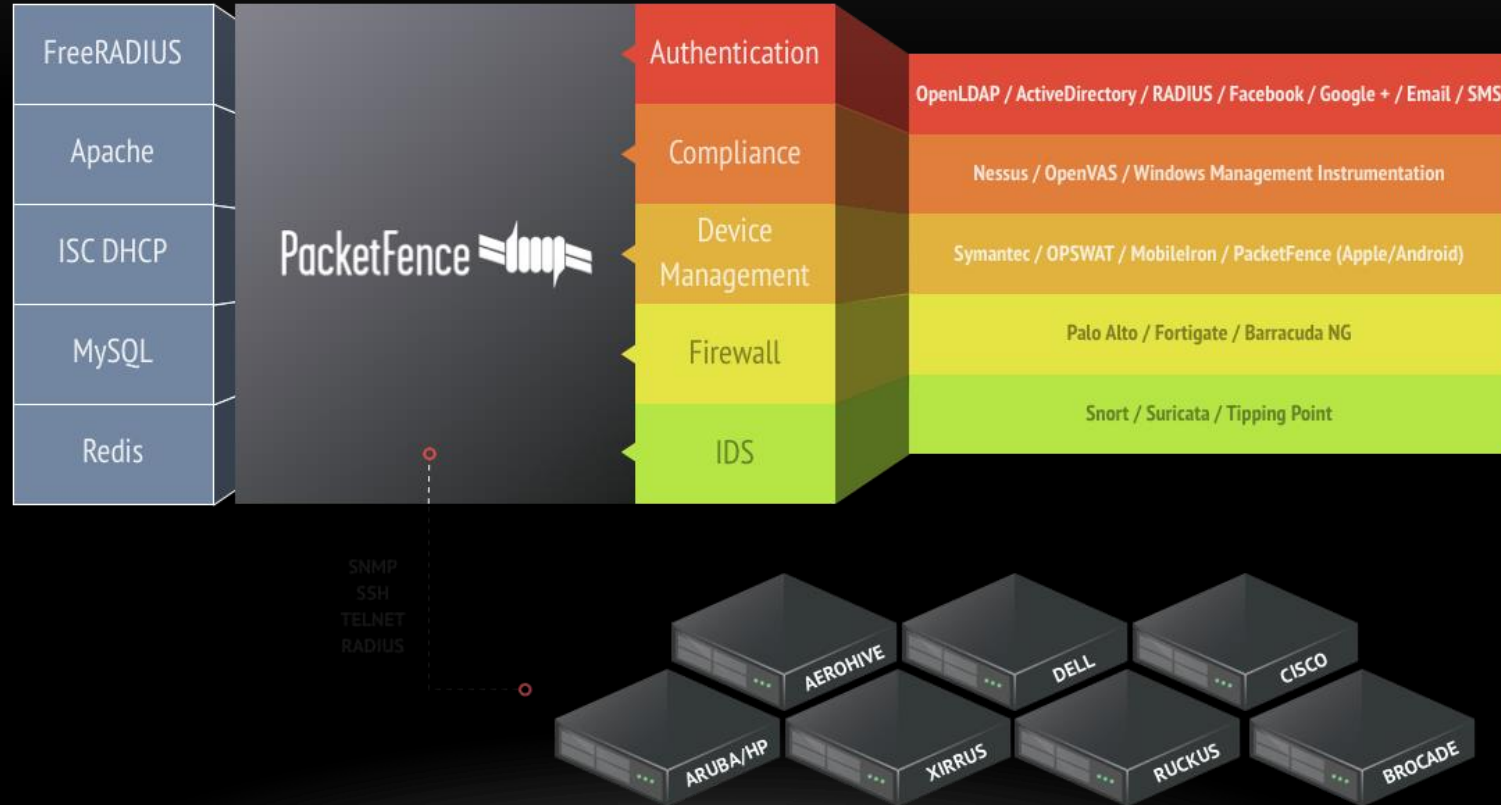 FreeRADIUS
Apache
ISC DHCP
MySQL
Redis
PacketFence
Authentication
Compliance
Device
Management
Firewall
IDS
OpenLDAP / ActiveDirectory / RADIUS / Facebook / Google + / Email / SMS
Nessus / OpenVAS / Windows Management Instrumentation
Symantec / OPSWAT / MobileIron / PacketFence (Apple/Android)
Palo Alto / Fortigate / Barracuda NG
Snort / Suricata / Tipping Point
SNMP
SSH
TELNET
RADIUS
AEROHIVE
DELL
CISCO
ARUBA/HP
XIRRUS
RUCKUS
BROCADE